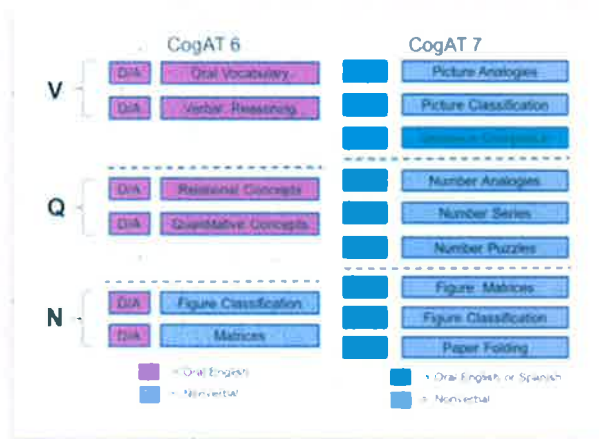 CogAT 6 CogAT 7
V
D/A Oral Vocabulary Picture Analogies
D/A Verbal Reasoning Picture Classification
Sentence Completion
Q
D/A Relational Concepts Number Analogies
D/A Quantitative Concepts Number Series
Number Puzzles
N
Figure Matrices
D/A Figure Classification Figure Classification
D/A Matrices Paper Folding
= Oral English = Oral English or Spanish
= Nonverbal = Nonverbal